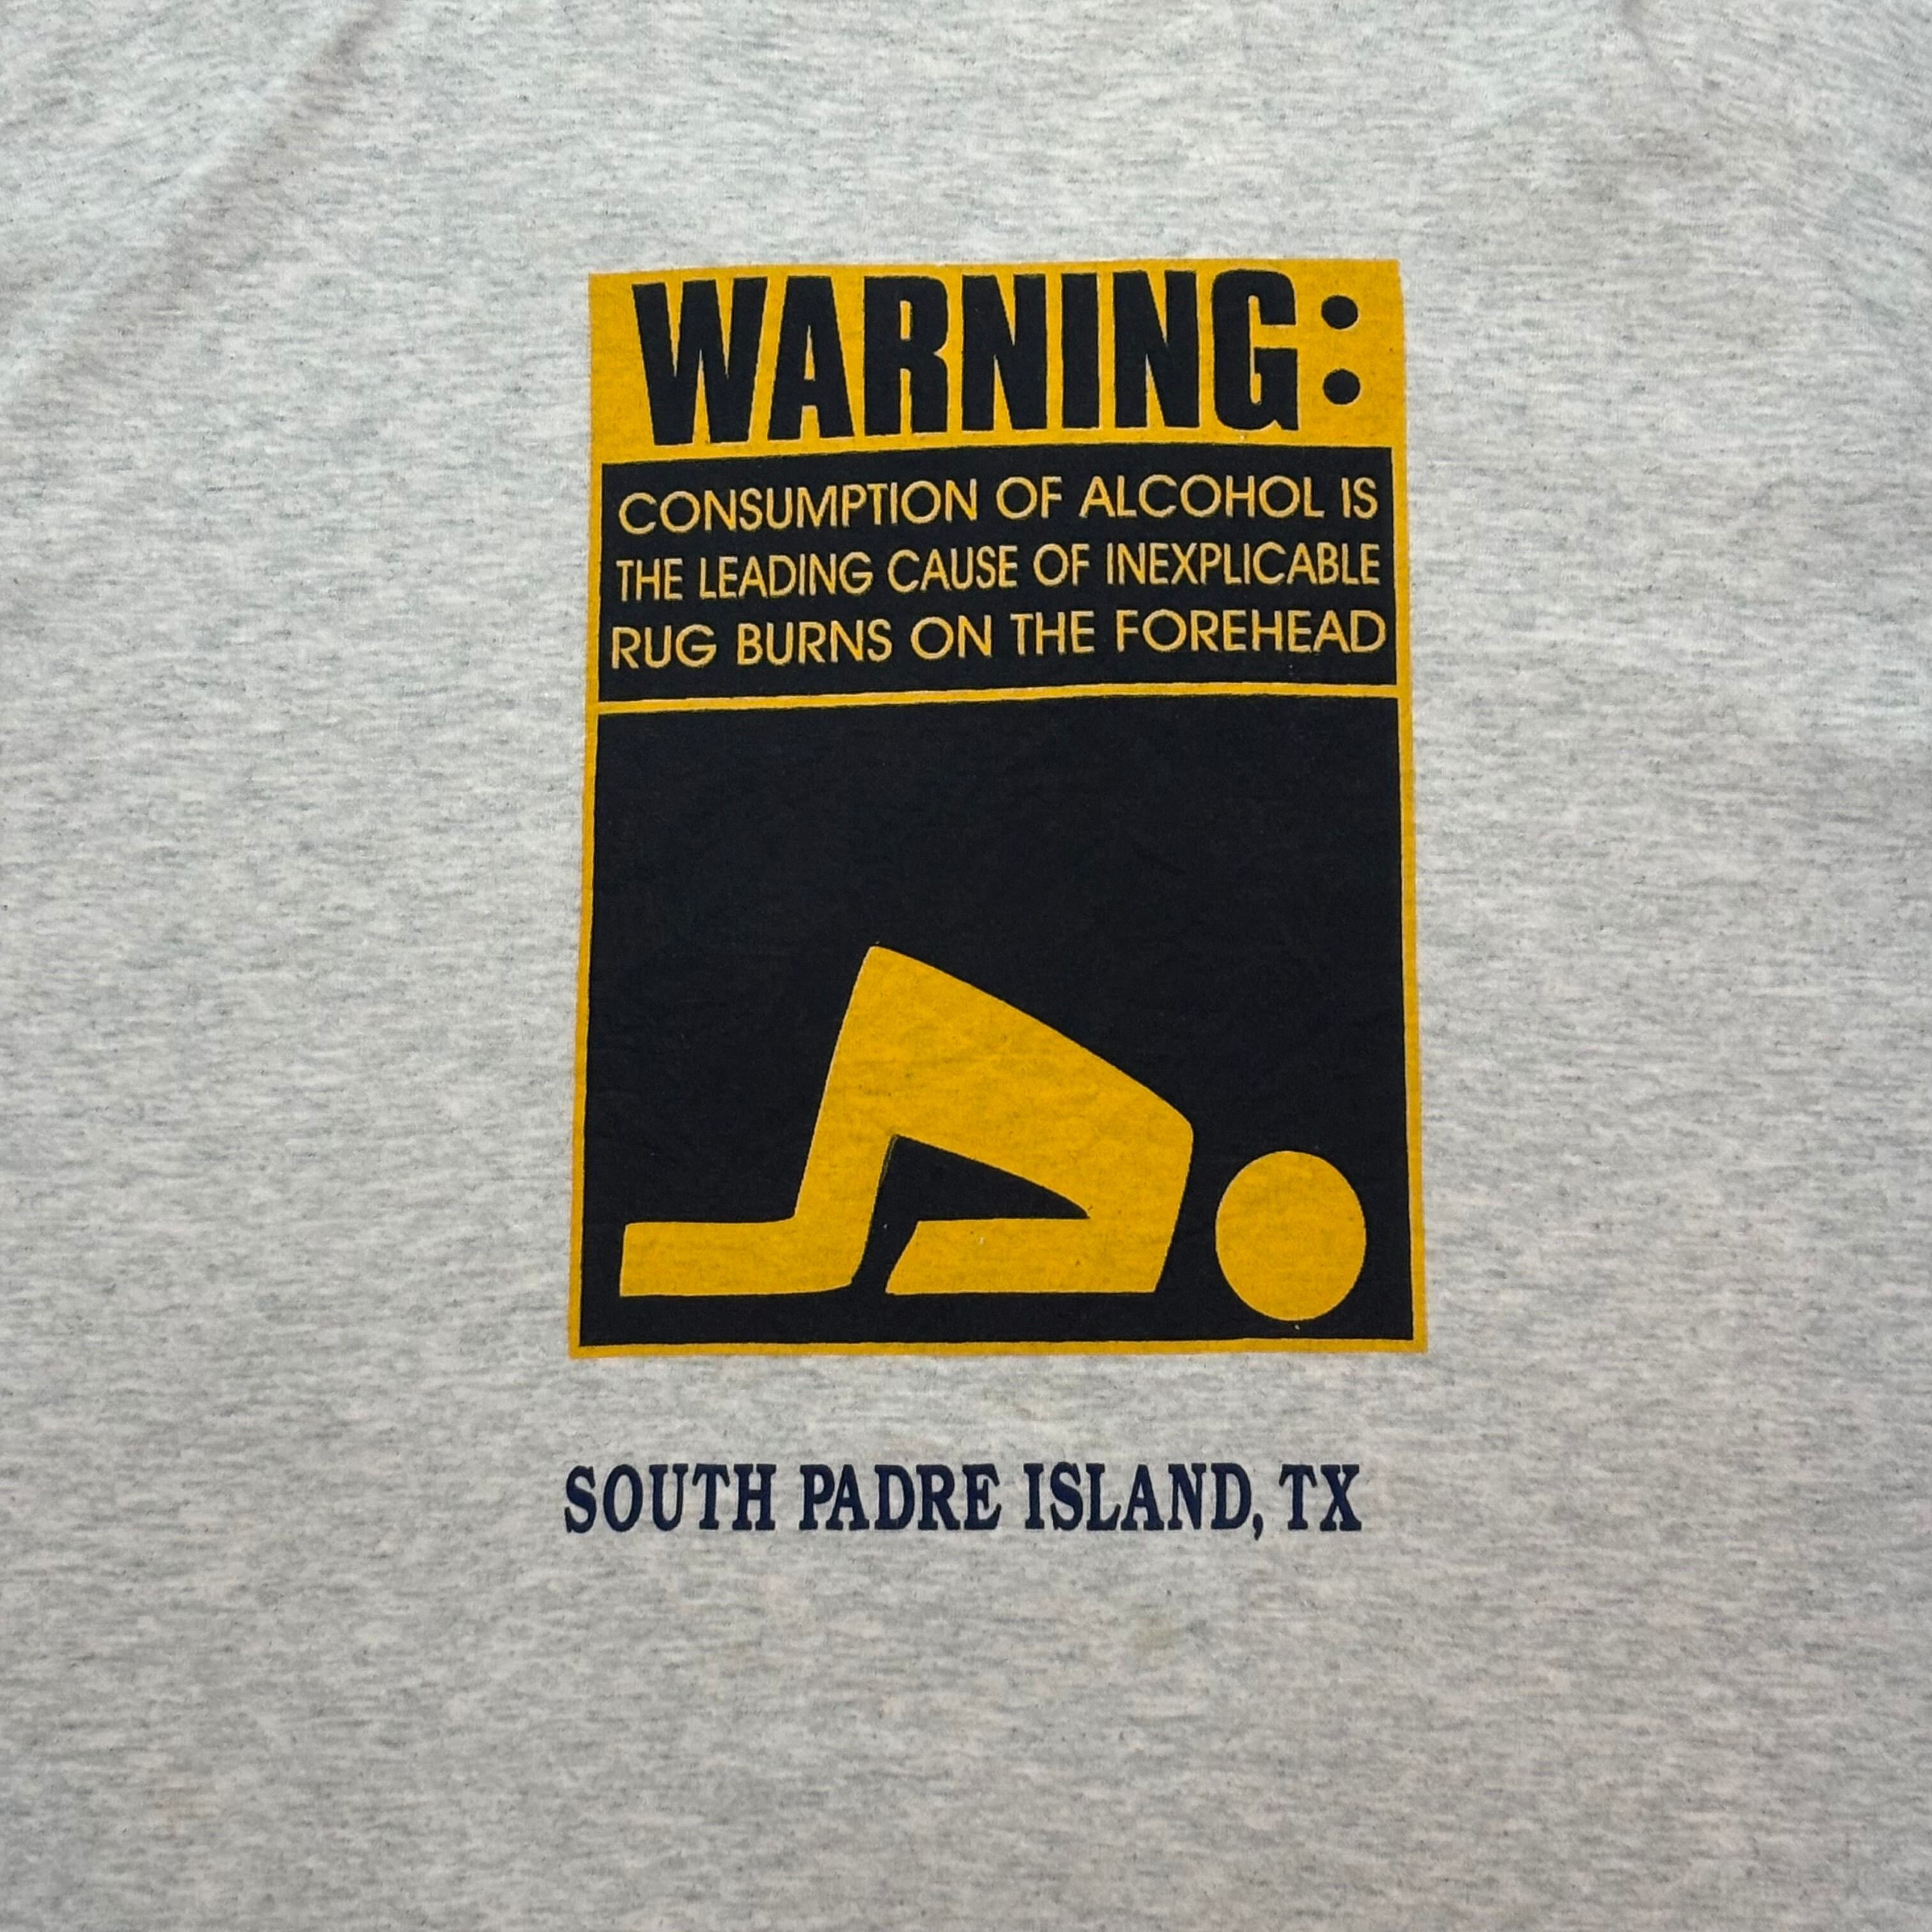 WARNING:
CONSUMPTION OF ALCOHOL IS
THE LEADING CAUSE OF INEXPLICABLE
RUG BURNS ON THE FOREHEAD
SOUTH PADRE ISLAND, TX